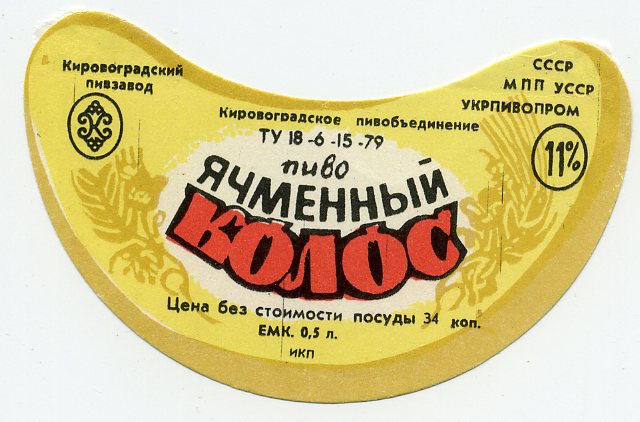 Кировоградский
пивзавод
СССР
МПП УССР
УКРПИВОПРОМ
Кировоградское пивобъединение
ТУ 18-6-15-79
11%
пиво
ЯЧМЕННЫЙ
КОЛОС
Цена без стоимости посуды 34 коп.
ЕМК. 0,5 л.
ИКП